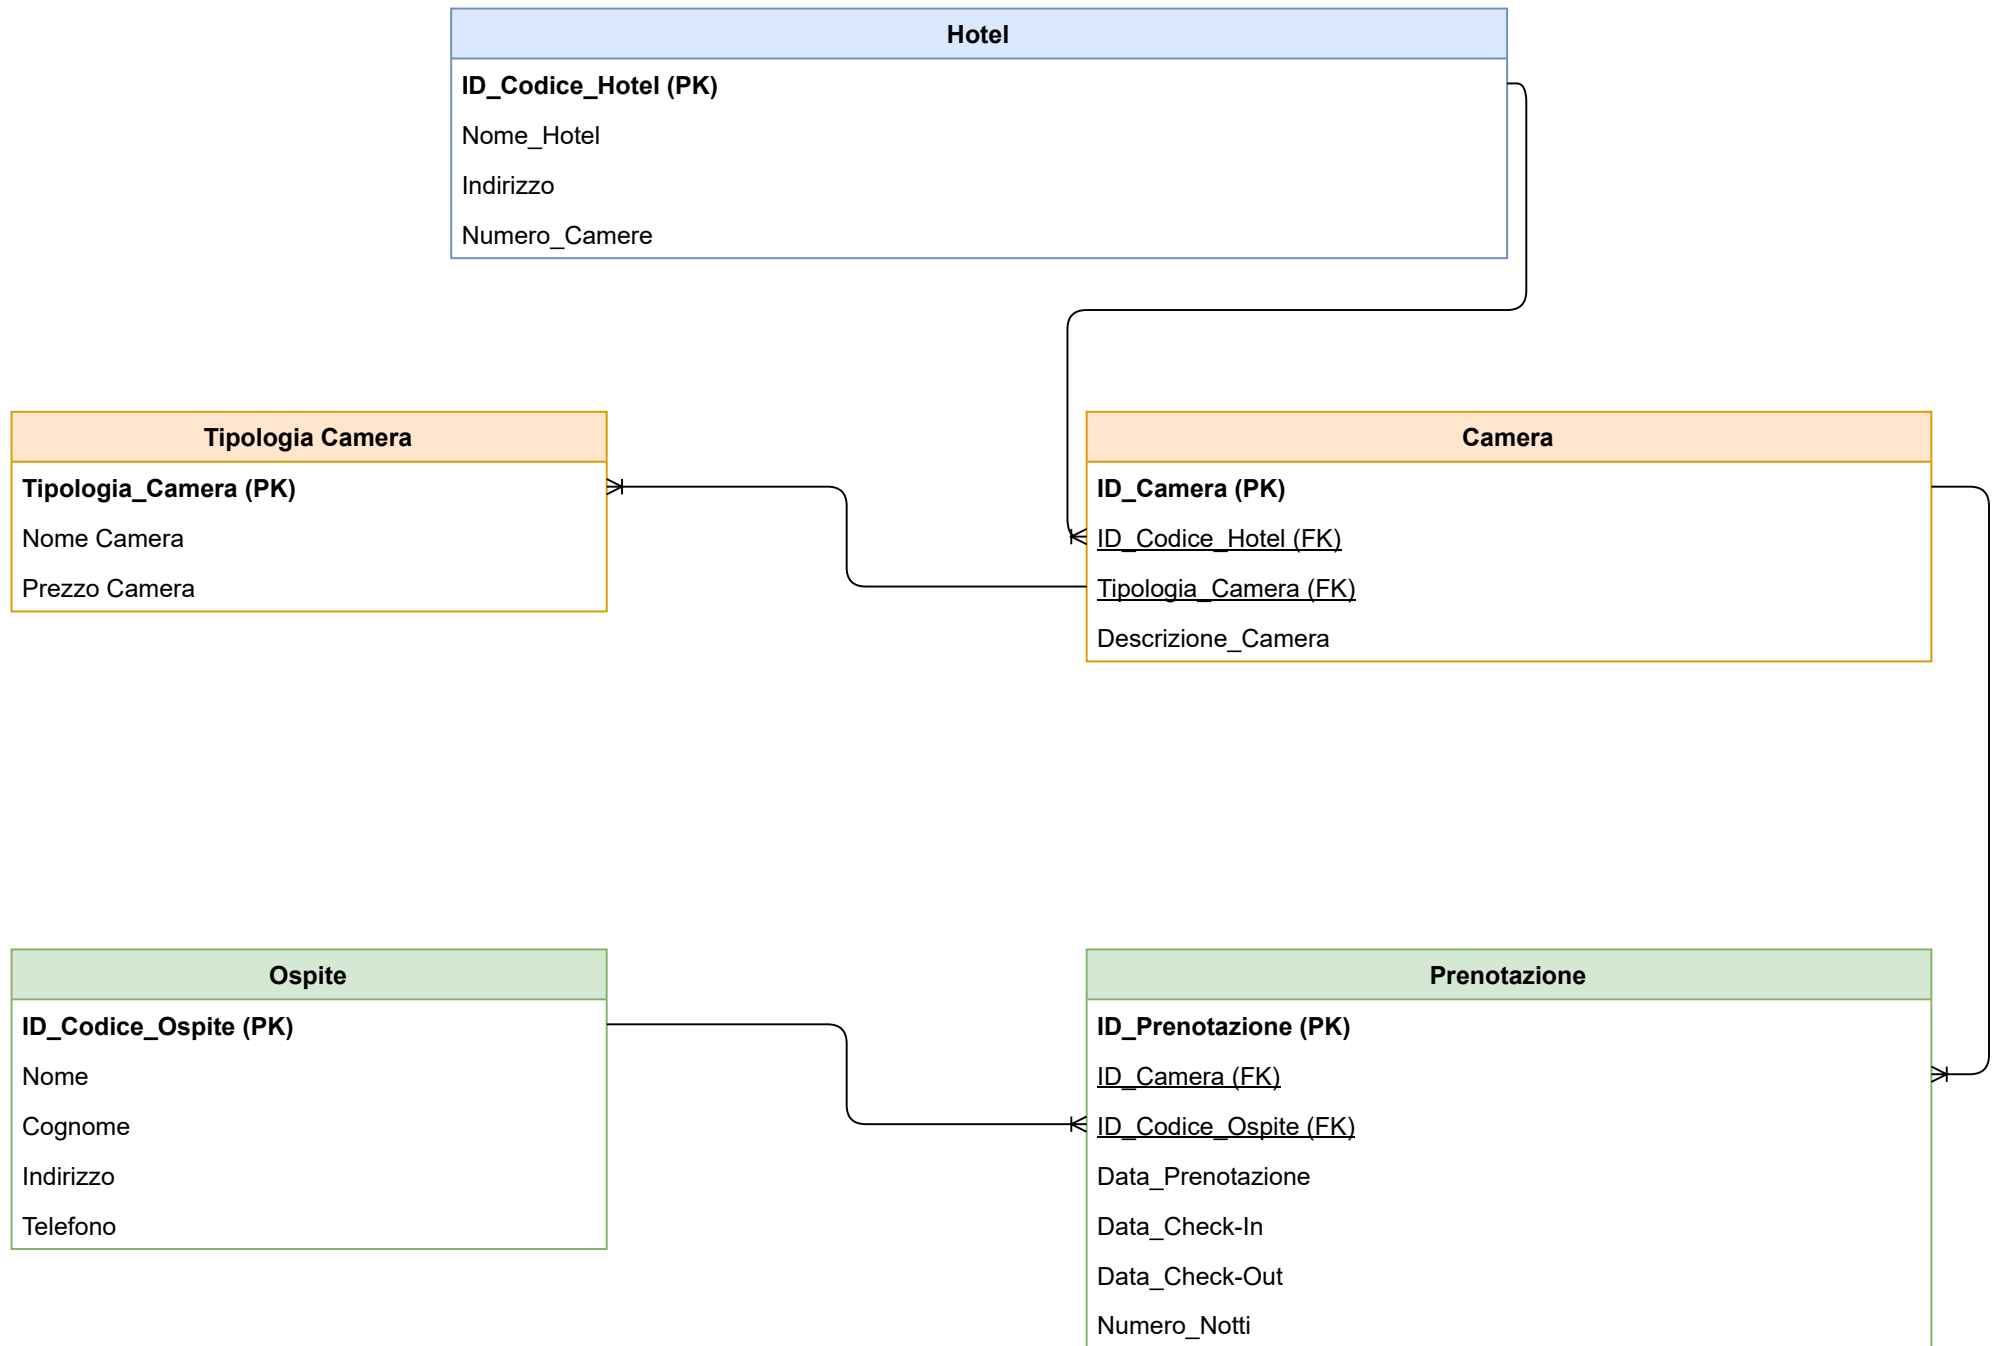 Hotel
ID_Codice_Hotel (PK)
Nome_Hotel
Indirizzo
Numero_Camere
Tipologia Camera
Tipologia_Camera (PK)
Nome Camera
Prezzo Camera
Camera
ID_Camera (PK)
ID_Codice_Hotel (FK)
Tipologia_Camera (FK)
Descrizione_Camera
Ospite
ID_Codice_Ospite (PK)
Nome
Cognome
Indirizzo
Telefono
Prenotazione
ID_Prenotazione (PK)
ID_Camera (FK)
ID_Codice_Ospite (FK)
Data_Prenotazione
Data_Check-In
Data_Check-Out
Numero_Notti